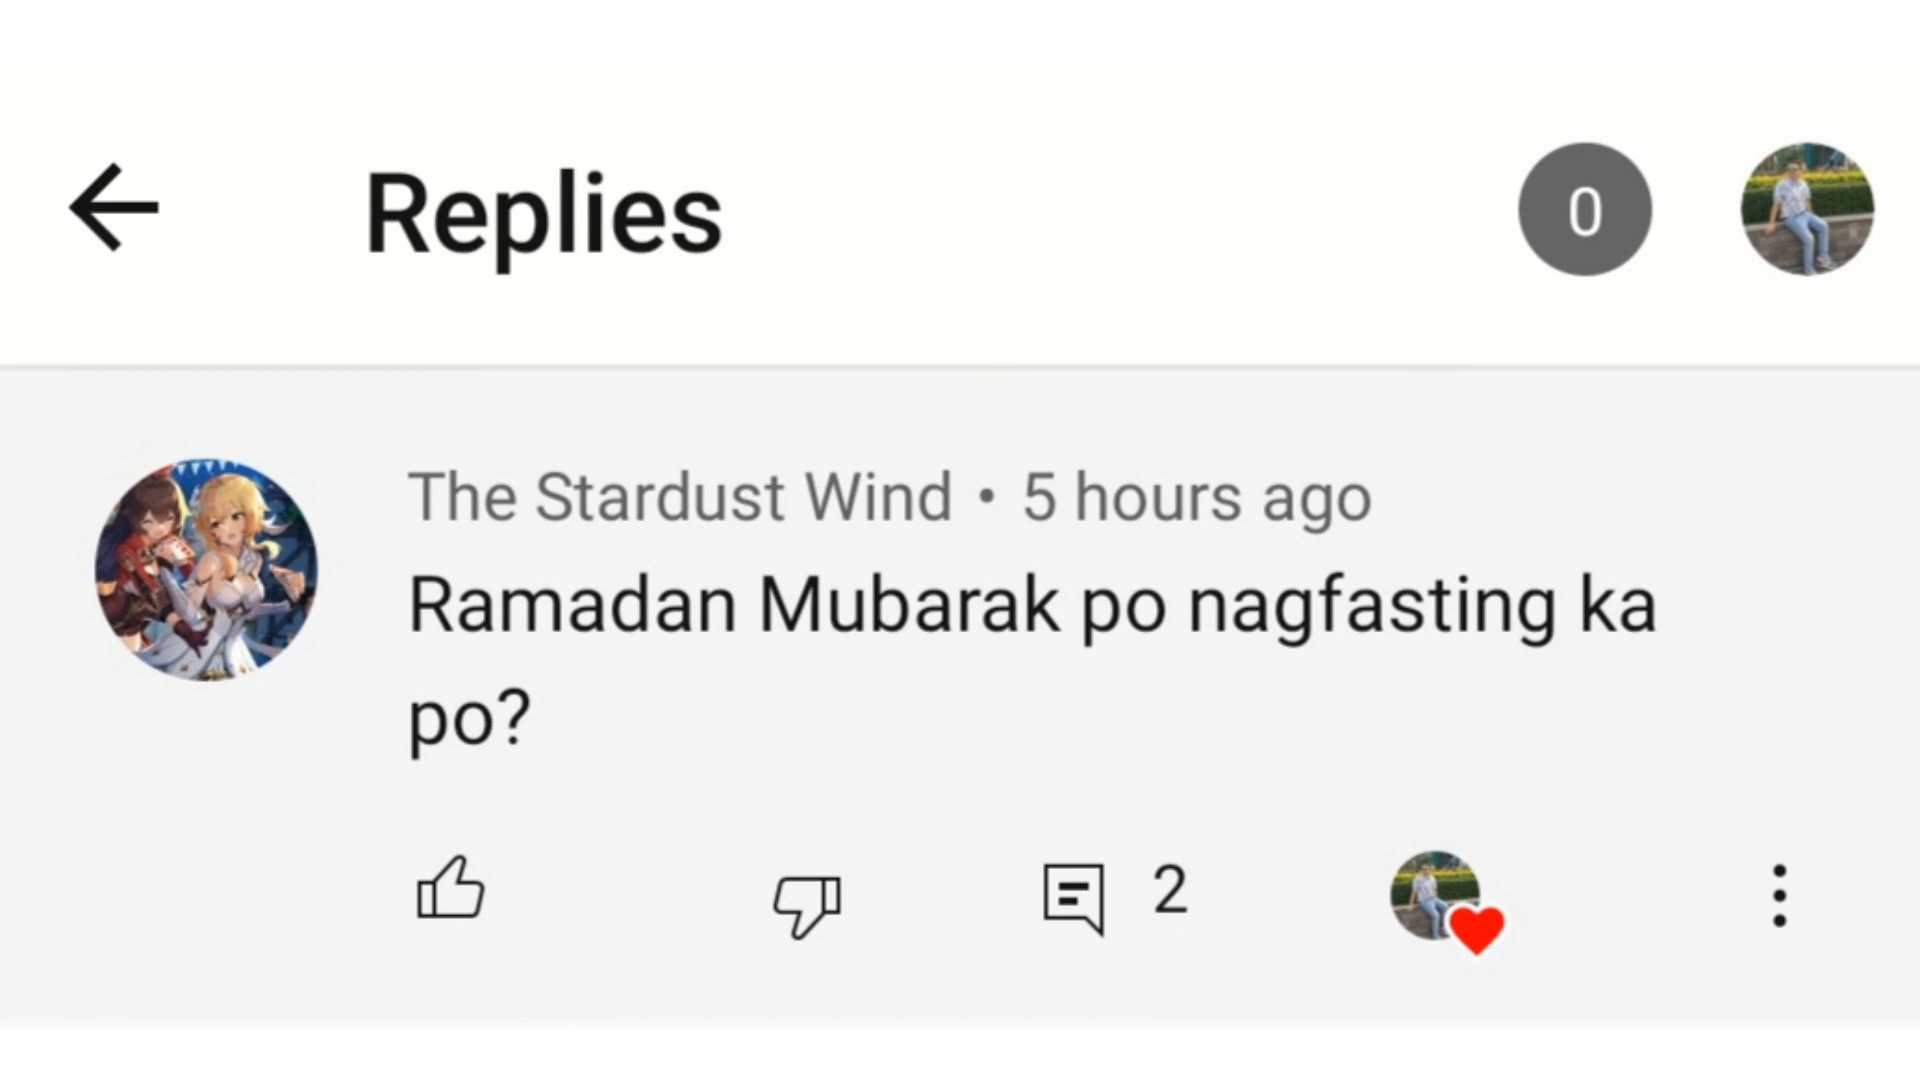 Replies
0
The Stardust Wind • 5 hours ago
Ramadan Mubarak po nagfasting ka
po?
2